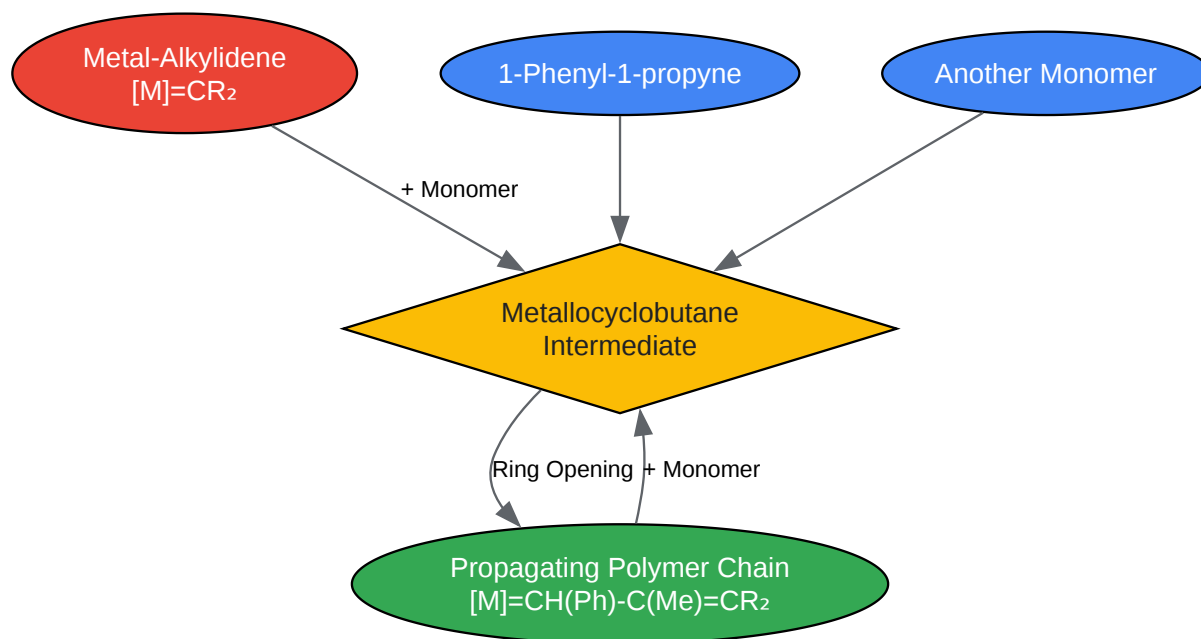 Metal-Alkylidene
[M]=CR₂
1-Phenyl-1-propyne
Another Monomer
+ Monomer
Metallocyclobutane
Intermediate
Ring Opening
+ Monomer
Propagating Polymer Chain
[M]=CH(Ph)-C(Me)=CR₂